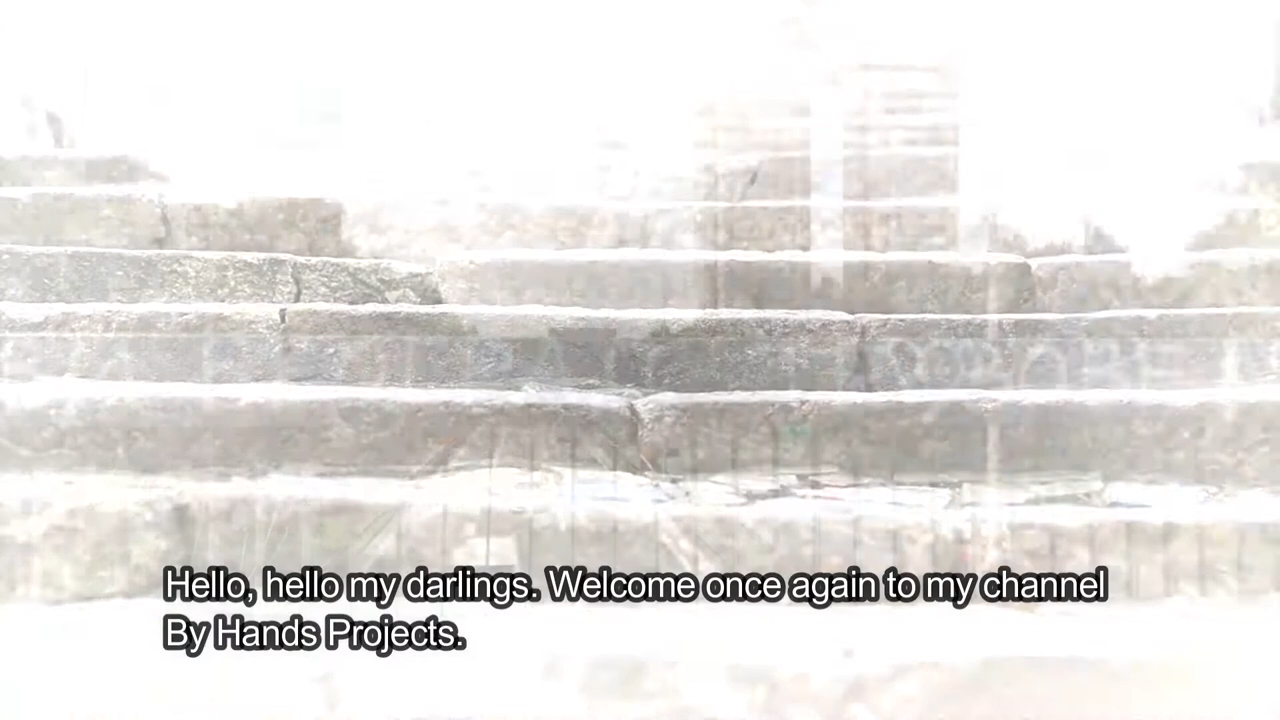 Hello, hello my darlings. Welcome once again to my channel
By Hands Projects.